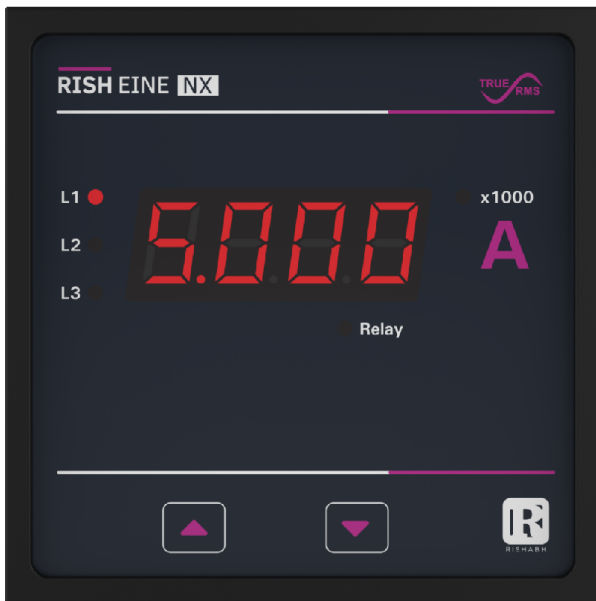 RISH EINE NX
TRUE RMS
L1
5.000
x1000
L2
A
L3
Relay
R
RISHABH